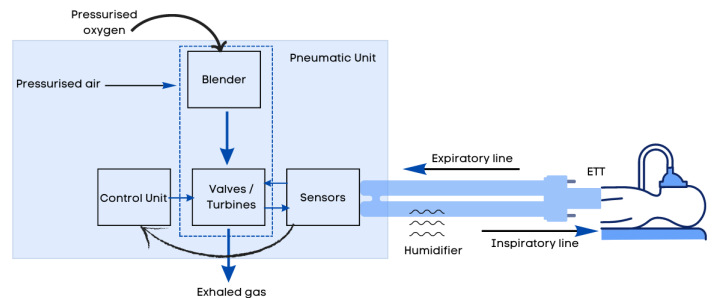 Pressurised
oxygen
Pneumatic Unit
Blender
Pressurised air
Expiratory line
ETT
Control Unit
Valves /
Turbines
Sensors
Humidifier
Inspiratory line
Exhaled gas